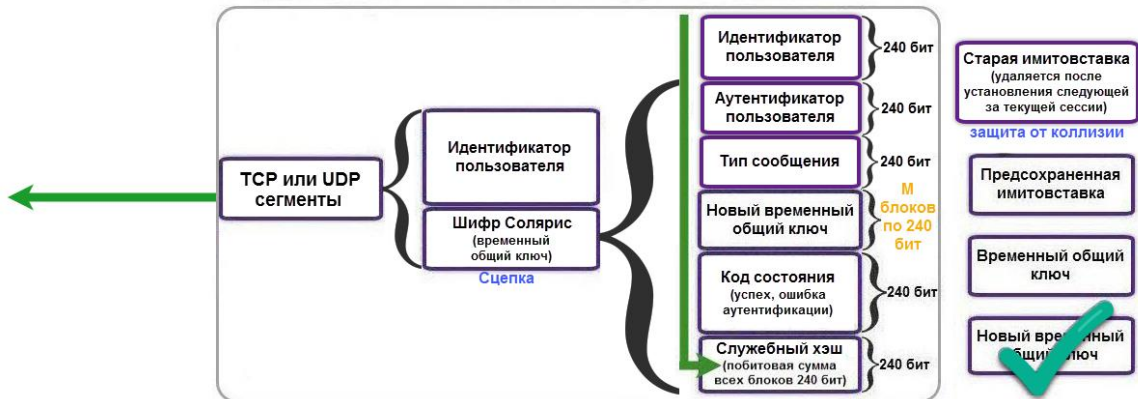 TCP или UDP
сегменты
Идентификатор
пользователя
Шифр Солярис
(временный
общий ключ)
Сцепка
Идентификатор
пользователя
240 бит
Аутентификатор
пользователя
240 бит
Тип сообщения
240 бит
Новый временный
общий ключ
М
блоков
по 240
бит
Код состояния
(успех, ошибка
аутентификации)
240 бит
Служебный хэш
(побитовая сумма
всех блоков 240 бит)
240 бит
Старая имитовставка
(удаляется после
установления следующей
за текущей сессии)
защита от коллизии
Предсохраненная
имитовставка
Временный общий
ключ
Новый временный
общий ключ